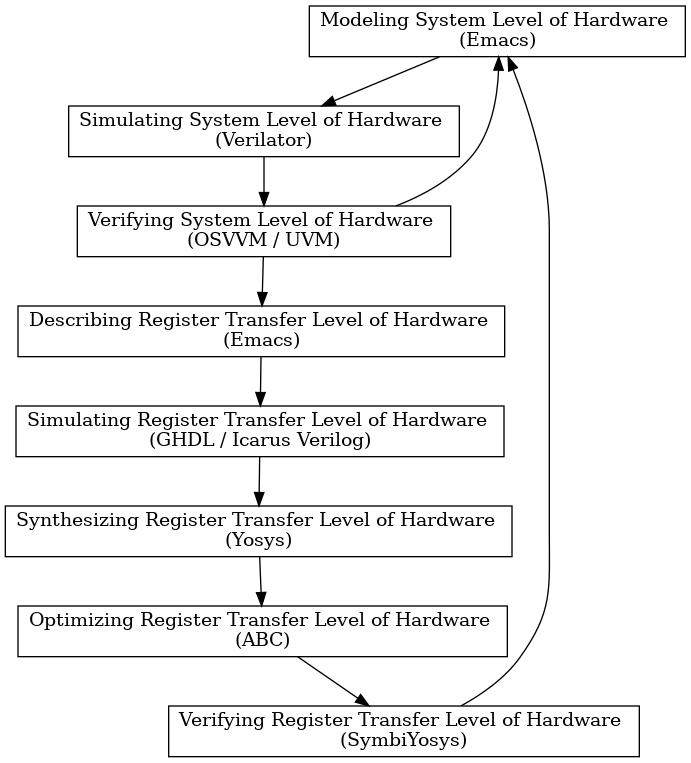 Modeling System Level of Hardware
(Emacs)
Simulating System Level of Hardware
(Verilator)
Verifying System Level of Hardware
(OSVVM / UVM)
Describing Register Transfer Level of Hardware
(Emacs)
Simulating Register Transfer Level of Hardware
(GHDL / Icarus Verilog)
Synthesizing Register Transfer Level of Hardware
(Yosys)
Optimizing Register Transfer Level of Hardware
(ABC)
Verifying Register Transfer Level of Hardware
(SymbiYosys)